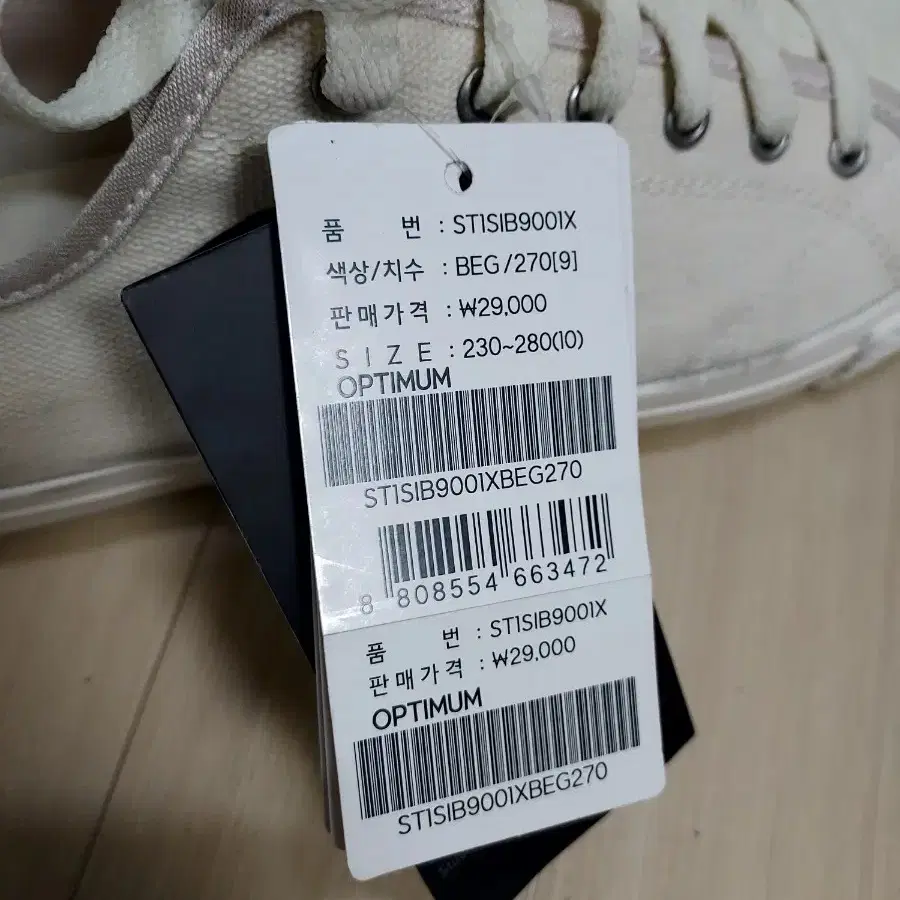 품 번 : ST1SIB9001X
색상/치수 : BEG/270[9]
판매가격 : ₩29,000
SIZE : 230~280(10)
OPTIMUM
ST1SIB9001XBEG270
8 808554 663472
품 번 : ST1SIB9001X
판매가격 : ₩29,000
OPTIMUM
ST1SIB9001XBEG270